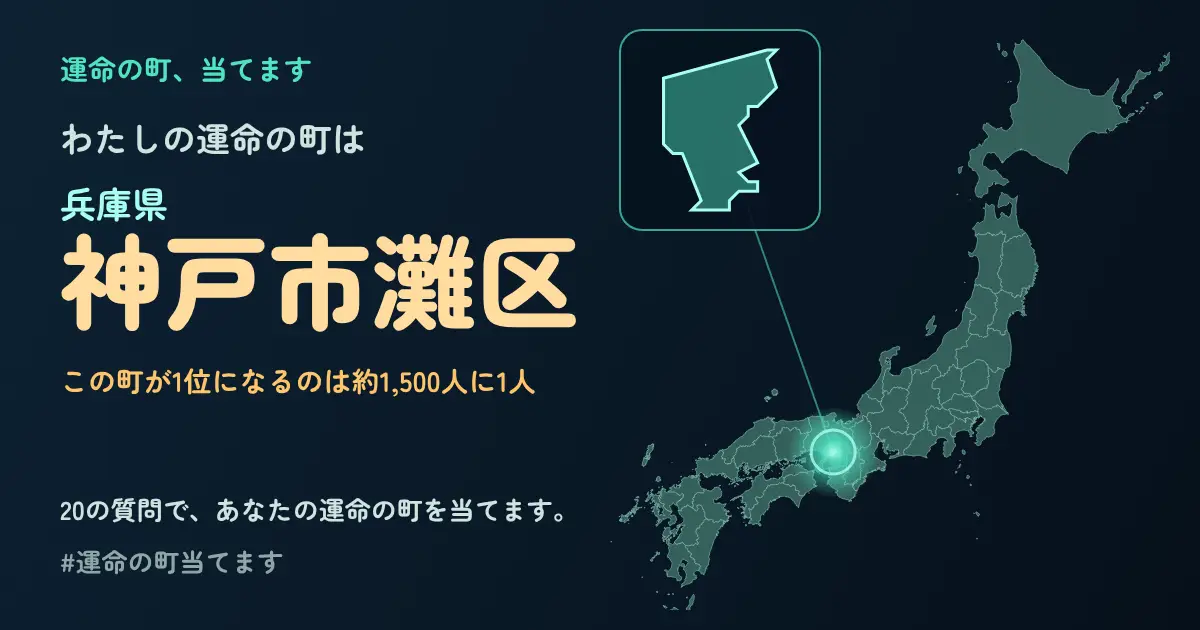 運命の町、当てます
わたしの運命の町は
兵庫県
神戸市灘区
この町が1位になるのは約1,500人に1人
20の質問で、あなたの運命の町を当てます。
#運命の町当てます